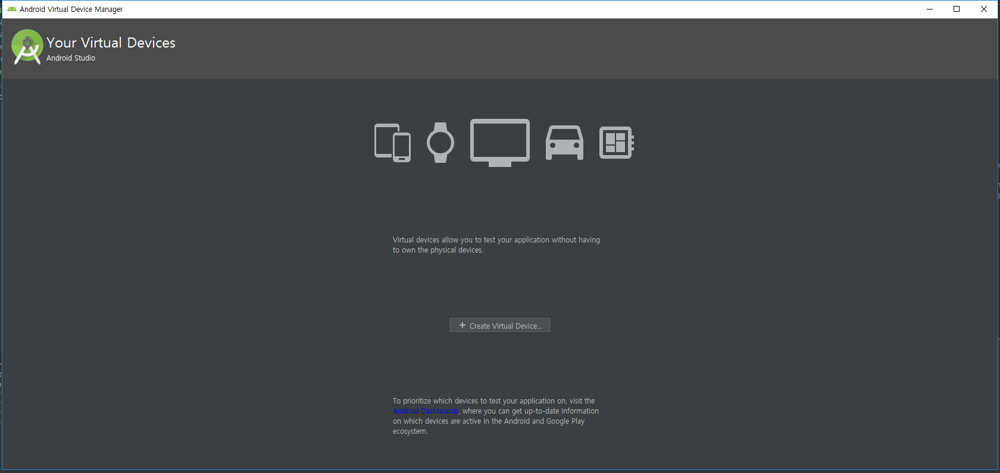 Android Virtual Device Manager
Your Virtual Devices
Android Studio
Virtual devices allow you to test your application without having
to own the physical devices.
+ Create Virtual Device...
To prioritize which devices to test your application on, visit the
Android Dashboards, where you can get up-to-date information
on which devices are active in the Android and Google Play
ecosystem.